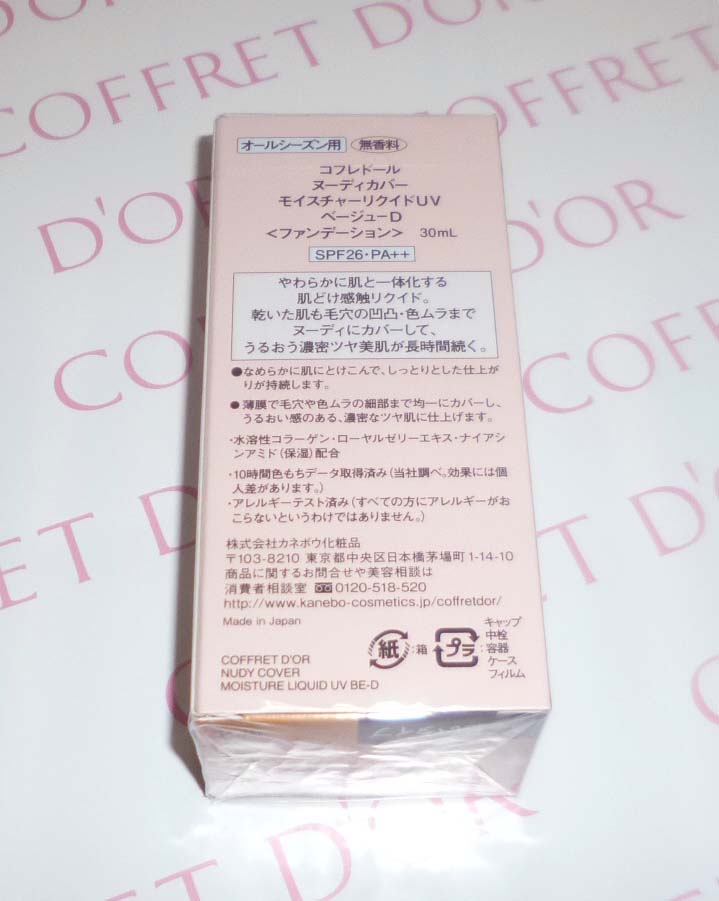 COFFRET D'OR
COFFRET D'OR
D'OR
COFFRET D'OR
COFFRET D'OR
オールシーズン用 無香料
コフレドール
ヌーディカバー
モイスチャーリクイドUV
ベージューD
<ファンデーション> 30mL
SPF26・PA++
やわらかに肌と一体化する
肌どけ感触リクイド。
乾いた肌も毛穴の凹凸・色ムラまで
ヌーディにカバーして、
うるおう濃密ツヤ美肌が長時間続く。
●なめらかに肌にとけこんで、しっとりとした仕上が
りが持続します。
●薄膜で毛穴や色ムラの細部まで均一にカバーし、
うるおい感のある、濃密なツヤ肌に仕上げます。
・水溶性コラーゲン・ローヤルゼリーエキス・ナイアシ
ンアミド(保湿)配合
・10時間色もちデータ取得済み(当社調べ。効果には個
人差があります。)
・アレルギーテスト済み(すべての方にアレルギーがお
こらないというわけではありません。)
株式会社カネボウ化粧品
〒103-8210 東京都中央区日本橋茅場町1-14-10
商品に関するお問合せや美容相談は
消費者相談室 0120-518-520
http://www.kanebo-cosmetics.jp/coffretdor/
Made in Japan
紙:箱
プラ:
キャップ
中栓
容器
ケース
フィルム
COFFRET D'OR
NUDY COVER
MOISTURE LIQUID UV BE-D